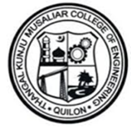 THANGAL KUNJU MUSALIAR COLLEGE OF ENGINEERING
• QUILON •